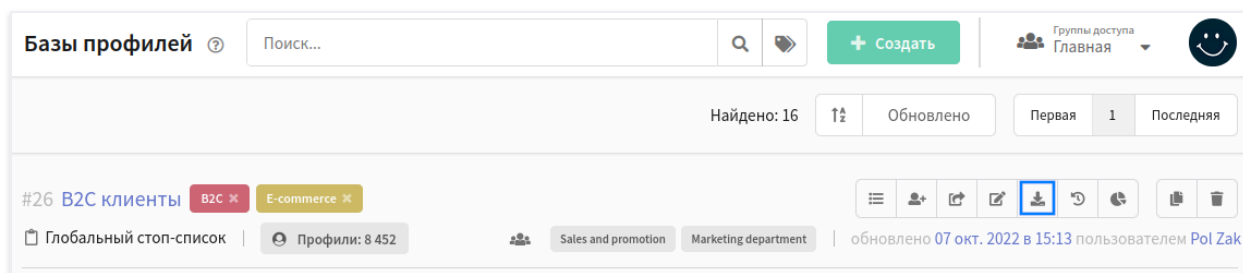 Базы профилей
Поиск...
Создать
Группы доступа
Главная
Найдено: 16
Обновлено
Первая 1 Последняя
#26 B2C клиенты B2C E-commerce
Глобальный стоп-список Профили: 8 452 Sales and promotion Marketing department обновлено 07 окт. 2022 в 15:13 пользователем Pol Zak